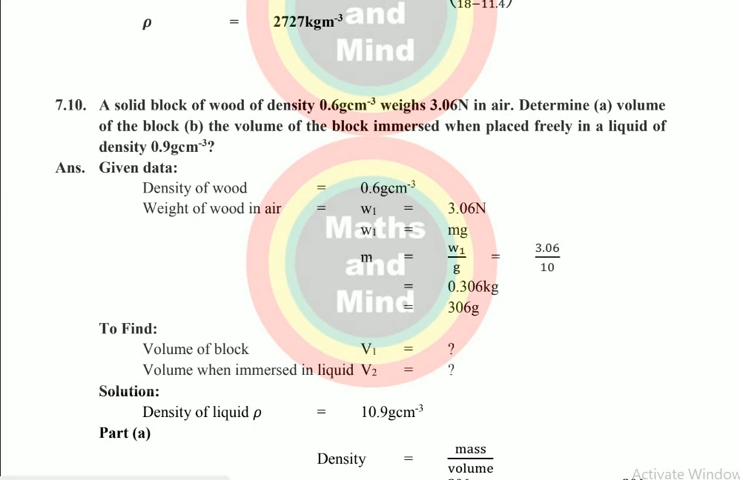 (18−11.4)
ρ = 2727kgm⁻³
7.10. A solid block of wood of density 0.6gcm⁻³ weighs 3.06N in air. Determine (a) volume
of the block (b) the volume of the block immersed when placed freely in a liquid of
density 0.9gcm⁻³?
Ans. Given data:
Density of wood = 0.6gcm⁻³
Weight of wood in air = w₁ = 3.06N
w₁ = mg
m = w₁/g = 3.06/10
= 0.306kg
= 306g
To Find:
Volume of block V₁ = ?
Volume when immersed in liquid V₂ = ?
Solution:
Density of liquid ρ = 10.9gcm⁻³
Part (a)
Density = mass/volume
and
Mind
Maths
and
Mind
Activate Window